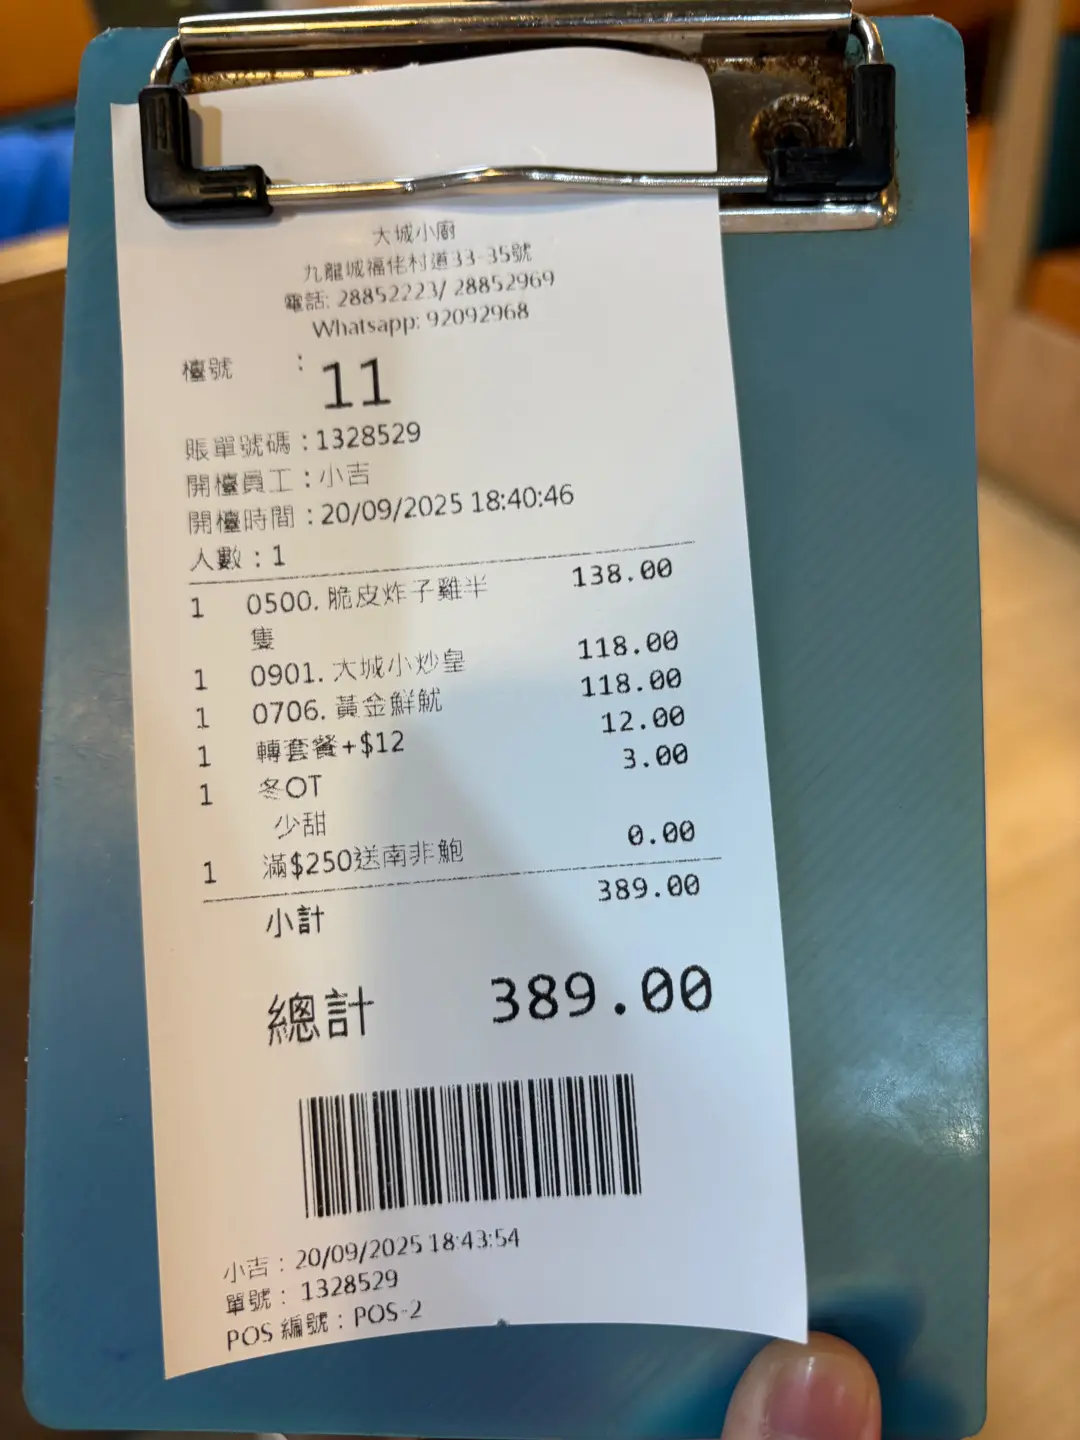 大城小廚
九龍城福佬村道33-35號
電話: 28852223/ 28852969
Whatsapp: 92092968
檯號 : 11
賬單號碼 : 1328529
開檯員工 : 小吉
開檯時間 : 20/09/2025 18:40:46
人數 : 1
1 0500. 脆皮炸子雞半 138.00
隻
1 0901. 大城小炒皇 118.00
1 0706. 黃金鮮魷 118.00
1 轉套餐+$12 12.00
1 冬OT 3.00
少甜
1 滿$250送南非鮑 0.00
小計 389.00
總計 389.00
小吉 : 20/09/2025 18:43:54
單號 : 1328529
POS 編號 : POS-2